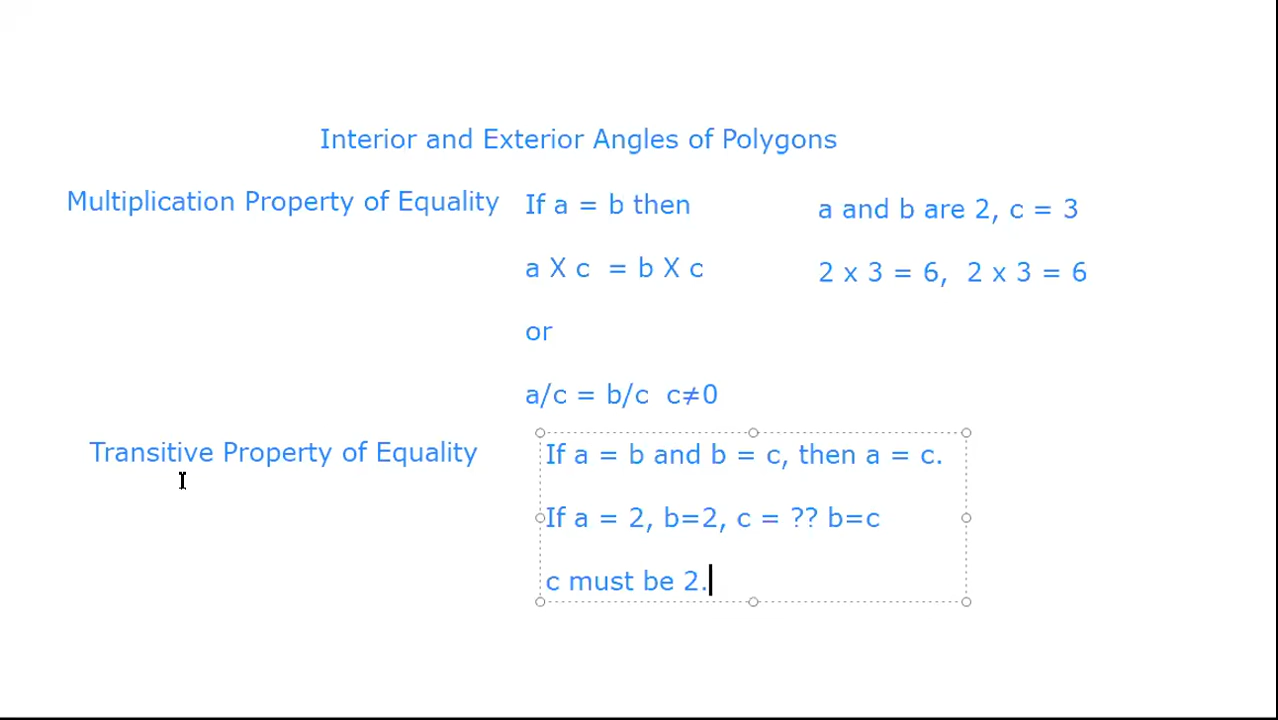 Interior and Exterior Angles of Polygons
Multiplication Property of Equality
If a = b then
a X c  = b X c
or
a/c = b/c  c≠0
a and b are 2, c = 3
2 x 3 = 6,  2 x 3 = 6
Transitive Property of Equality
If a = b and b = c, then a = c.
If a = 2, b=2, c = ?? b=c
c must be 2.